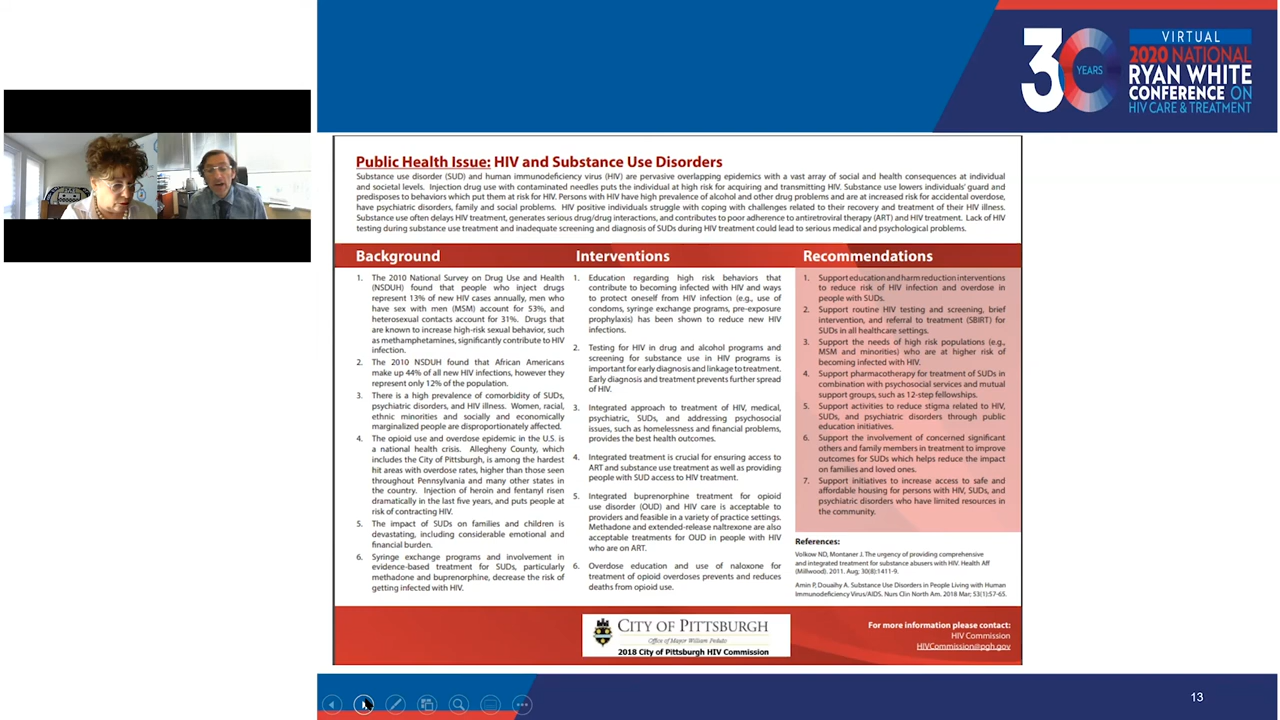 VIRTUAL
30
YEARS
2020 NATIONAL
RYAN WHITE
CONFERENCE ON
HIV CARE & TREATMENT
Public Health Issue: HIV and Substance Use Disorders
Substance use disorder (SUD) and human immunodeficiency virus (HIV) are pervasive overlapping epidemics with a vast array of social and health consequences at individual
and societal levels. Injection drug use with contaminated needles puts the individual at high risk for acquiring and transmitting HIV. Substance use lowers individuals' guard and
predisposes to behaviors which put them at risk for HIV. Persons with HIV have high prevalence of alcohol and other drug problems and are at increased risk for accidental overdose,
have psychiatric disorders, family and social problems. HIV positive individuals struggle with coping with challenges related to their recovery and treatment of their HIV illness.
Substance use often delays HIV treatment, generates serious drug/drug interactions, and contributes to poor adherence to antiretroviral therapy (ART) and HIV treatment. Lack of HIV
testing during substance use treatment and inadequate screening and diagnosis of SUDs during HIV treatment could lead to serious medical and psychological problems.
Background
1. The 2010 National Survey on Drug Use and Health
(NSDUH) found that people who inject drugs
represent 13% of new HIV cases annually, men who
have sex with men (MSM) account for 53%, and
heterosexual contacts account for 31%. Drugs that
are known to increase high-risk sexual behavior, such
as methamphetamines, significantly contribute to HIV
infection.
2. The 2010 NSDUH found that African Americans
make up 44% of all new HIV infections, however they
represent only 12% of the population.
3. There is a high prevalence of comorbidity of SUDs,
psychiatric disorders, and HIV illness. Women, racial,
ethnic minorities and socially and economically
marginalized people are disproportionately affected.
4. The opioid use and overdose epidemic in the U.S. is
a national health crisis. Allegheny County, which
includes the City of Pittsburgh, is among the hardest
hit areas with overdose rates, higher than those seen
throughout Pennsylvania and many other states in
the country. Injection of heroin and fentanyl risen
dramatically in the last five years, and puts people at
risk of contracting HIV.
5. The impact of SUDs on families and children is
devastating, including considerable emotional and
financial burden.
6. Syringe exchange programs and involvement in
evidence-based treatment for SUDs, particularly
methadone and buprenorphine, decrease the risk of
getting infected with HIV.
Interventions
1. Education regarding high risk behaviors that
contribute to becoming infected with HIV and ways
to protect oneself from HIV infection (e.g., use of
condoms, syringe exchange programs, pre-exposure
prophylaxis) has been shown to reduce new HIV
infections.
2. Testing for HIV in drug and alcohol programs and
screening for substance use in HIV programs is
important for early diagnosis and linkage to treatment.
Early diagnosis and treatment prevents further spread
of HIV.
3. Integrated approach to treatment of HIV, medical,
psychiatric, SUDs, and addressing psychosocial
issues, such as homelessness and financial problems,
provides the best health outcomes.
4. Integrated treatment is crucial for ensuring access to
ART and substance use treatment as well as providing
people with SUD access to HIV treatment.
5. Integrated buprenorphine treatment for opioid
use disorder (OUD) and HIV care is acceptable to
providers and feasible in a variety of practice settings.
Methadone and extended-release naltrexone are also
acceptable treatments for OUD in people with HIV
who are on ART.
6. Overdose education and use of naloxone for
treatment of opioid overdoses prevents and reduces
deaths from opioid use.
Recommendations
1. Support education and harm reduction interventions
to reduce risk of HIV infection and overdose in
people with SUDs.
2. Support routine HIV testing and screening, brief
intervention, and referral to treatment (SBIRT) for
SUDs in all healthcare settings.
3. Support the needs of high risk populations (e.g.,
MSM and minorities) who are at higher risk of
becoming infected with HIV.
4. Support pharmacotherapy for treatment of SUDs in
combination with psychosocial services and mutual
support groups, such as 12-step fellowships.
5. Support activities to reduce stigma related to HIV,
SUDs, and psychiatric disorders through public
education initiatives.
6. Support the involvement of concerned significant
others and family members in treatment to improve
outcomes for SUDs which helps reduce the impact
on families and loved ones.
7. Support initiatives to increase access to safe and
affordable housing for persons with HIV, SUDs, and
psychiatric disorders who have limited resources in
the community.
References:
Volkow ND, Montaner J. The urgency of providing comprehensive
and integrated treatment for substance abusers with HIV. Health Aff
(Millwood). 2011. Aug; 30(8):1411-9.
Amin P, Douaihy A. Substance Use Disorders in People Living with Human
Immunodeficiency Virus/AIDS. Nurs Clin North Am. 2018 Mar; 53(1):57-65.
CITY OF PITTSBURGH
Office of Mayor William Peduto
2018 City of Pittsburgh HIV Commission
For more information please contact:
HIV Commission
HIVCommission@pgh.gov
13